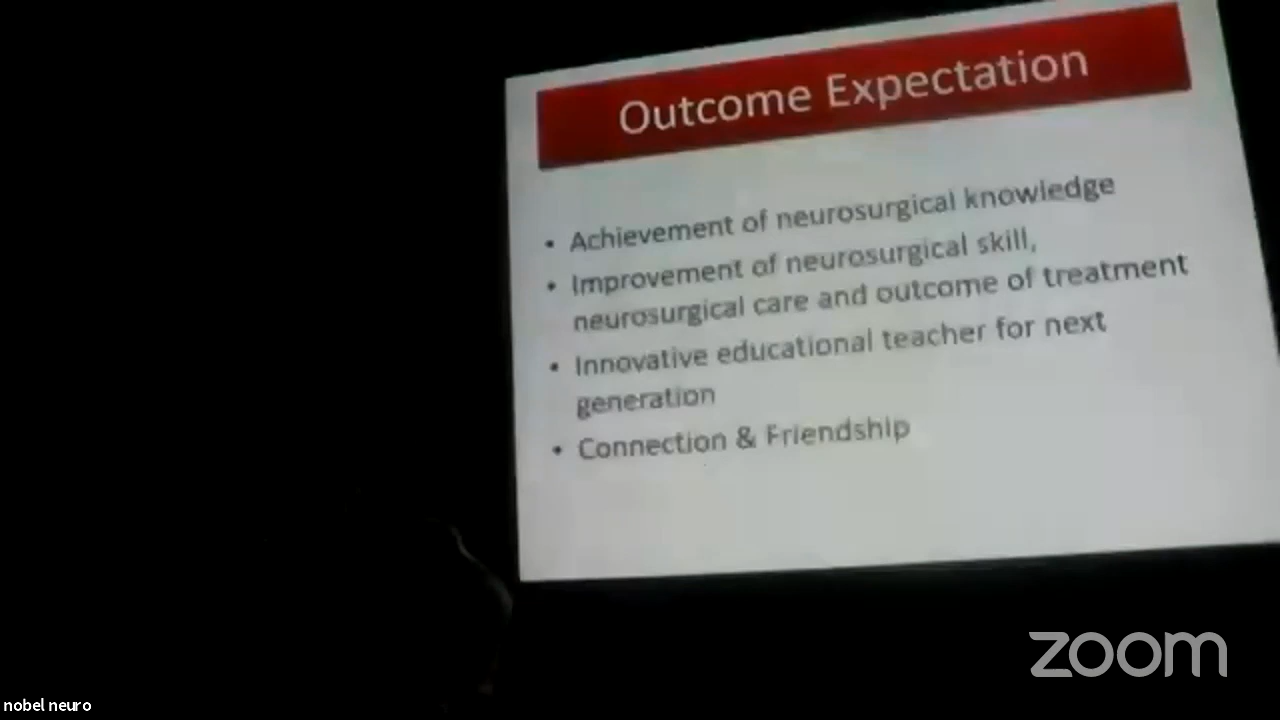 Outcome Expectation
• Achievement of neurosurgical knowledge
• Improvement of neurosurgical skill,
neurosurgical care and outcome of treatment
• Innovative educational teacher for next
generation
• Connection & Friendship
zoom
nobel neuro